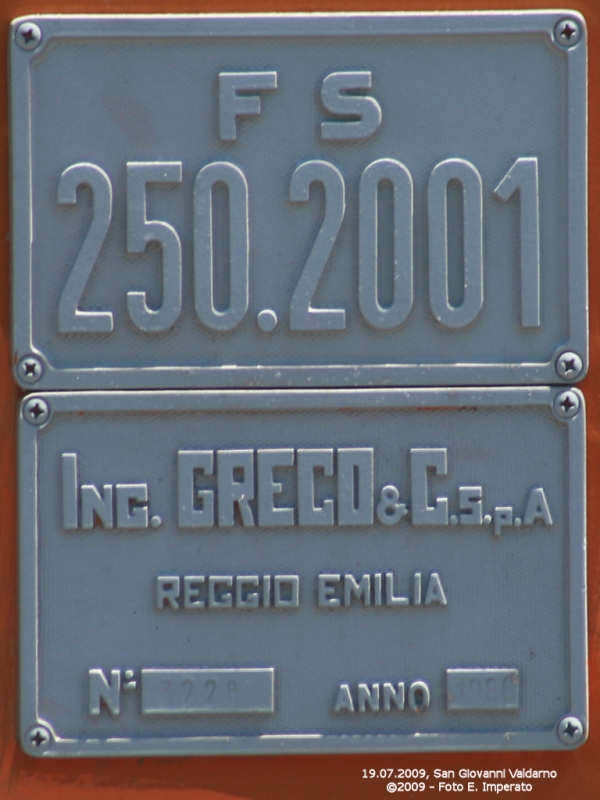 F S
250.2001
ING. GRECO & C.S.p.A
REGGIO EMILIA
N° 
ANNO
19.07.2009, San Giovanni Valdarno
©2009 - Foto E. Imperato